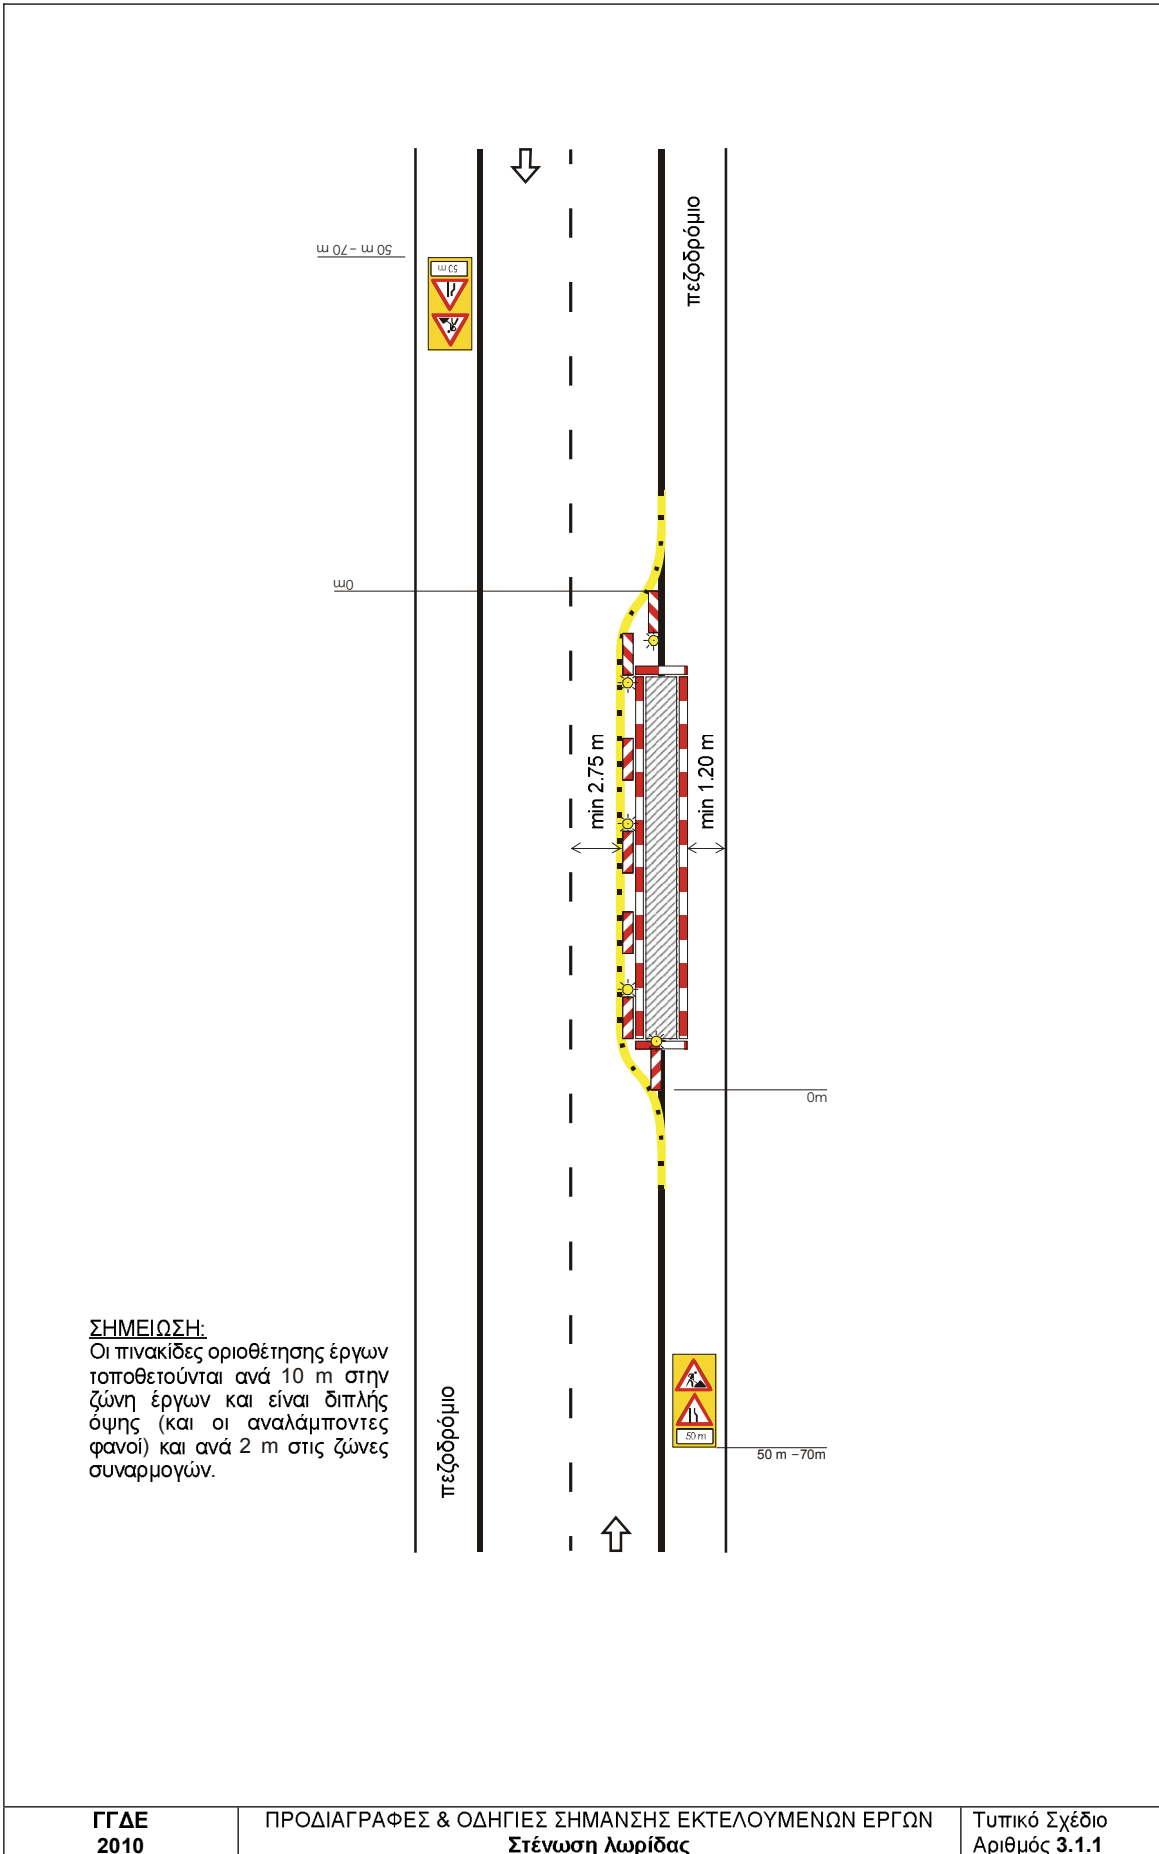 πεζοδρόμιο
50 m -70 m
50 m
0m
min 2.75 m
min 1.20 m
0m
ΣΗΜΕΙΩΣΗ:
Οι πινακίδες οριοθέτησης έργων
τοποθετούνται ανά 10 m στην
ζώνη έργων και είναι διπλής
όψης (και οι αναλάμποντες
φανοί) και ανά 2 m στις ζώνες
συναρμογών.
πεζοδρόμιο
50 m
50 m -70m
ΓΓΔΕ
2010
ΠΡΟΔΙΑΓΡΑΦΕΣ & ΟΔΗΓΙΕΣ ΣΗΜΑΝΣΗΣ ΕΚΤΕΛΟΥΜΕΝΩΝ ΕΡΓΩΝ
Στένωση λωρίδας
Τυπικό Σχέδιο
Αριθμός 3.1.1